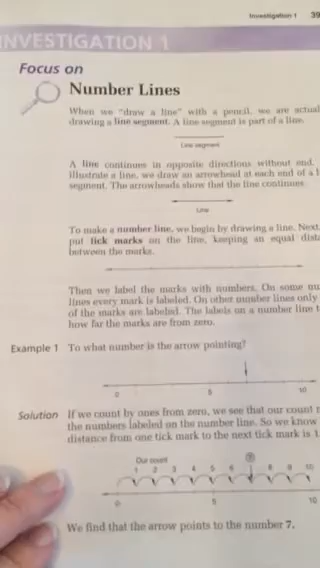 Investigation 1 39
INVESTIGATION 1
Focus on
Number Lines
When we "draw a line" with a pencil, we are actual
drawing a line segment. A line segment is part of a line.
Line segment
A line continues in opposite directions without end.
illustrate a line, we draw an arrowhead at each end of a l
segment. The arrowheads show that the line continues.
Line
To make a number line, we begin by drawing a line. Next,
put tick marks on the line, keeping an equal dista
between the marks.
Then we label the marks with numbers. On some nu
lines every mark is labeled. On other number lines only
of the marks are labeled. The labels on a number line t
how far the marks are from zero.
Example 1 To what number is the arrow pointing?
0 5 10
Solution If we count by ones from zero, we see that our count m
the numbers labeled on the number line. So we know
distance from one tick mark to the next tick mark is 1.
Our count
1 2 3 4 5 6 7 8 9 10
0 5 10
We find that the arrow points to the number 7.